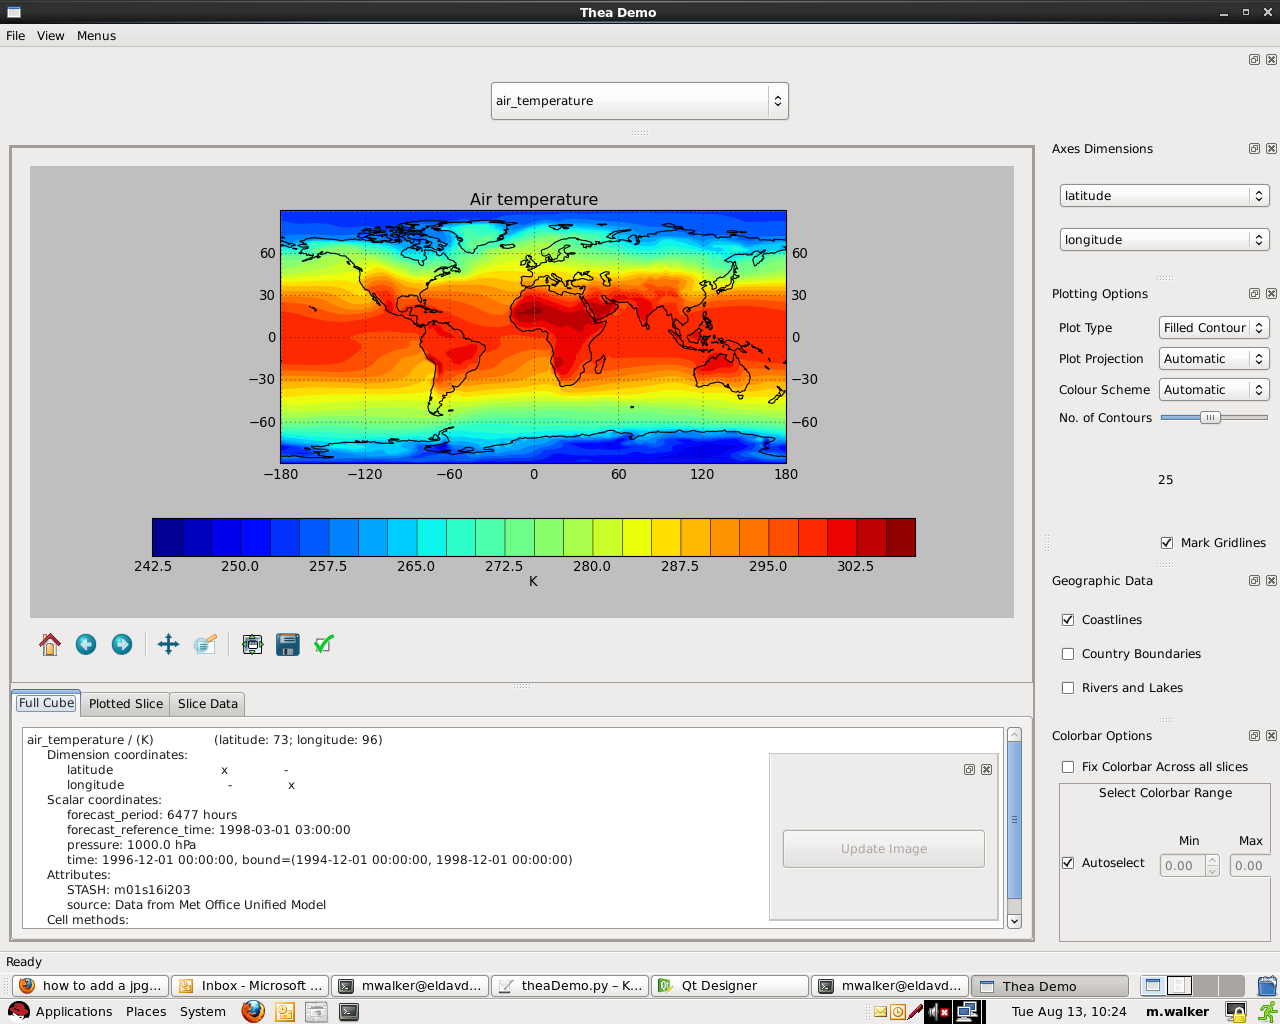 Thea Demo
File View Menus
air_temperature
Axes Dimensions
latitude
longitude
Air temperature
60 60
30 30
0 0
−30 −30
−60 −60
−180 −120 −60 0 60 120 180
242.5 250.0 257.5 265.0 272.5 280.0 287.5 295.0 302.5
K
Plotting Options
Plot Type Filled Contour
Plot Projection Automatic
Colour Scheme Automatic
No. of Contours
25
Mark Gridlines
Geographic Data
Coastlines
Country Boundaries
Rivers and Lakes
Colorbar Options
Fix Colorbar Across all slices
Select Colorbar Range
Min Max
Autoselect 0.00 0.00
Full Cube Plotted Slice Slice Data
air_temperature / (K) (latitude: 73; longitude: 96)
Dimension coordinates:
latitude x -
longitude - x
Scalar coordinates:
forecast_period: 6477 hours
forecast_reference_time: 1998-03-01 03:00:00
pressure: 1000.0 hPa
time: 1996-12-01 00:00:00, bound=(1994-12-01 00:00:00, 1998-12-01 00:00:00)
Attributes:
STASH: m01s16i203
source: Data from Met Office Unified Model
Cell methods:
Update Image
Ready
how to add a jpg... Inbox - Microsoft ... mwalker@eldavd... theaDemo.py – K... Qt Designer mwalker@eldavd... Thea Demo
Applications Places System Tue Aug 13, 10:24 m.walker